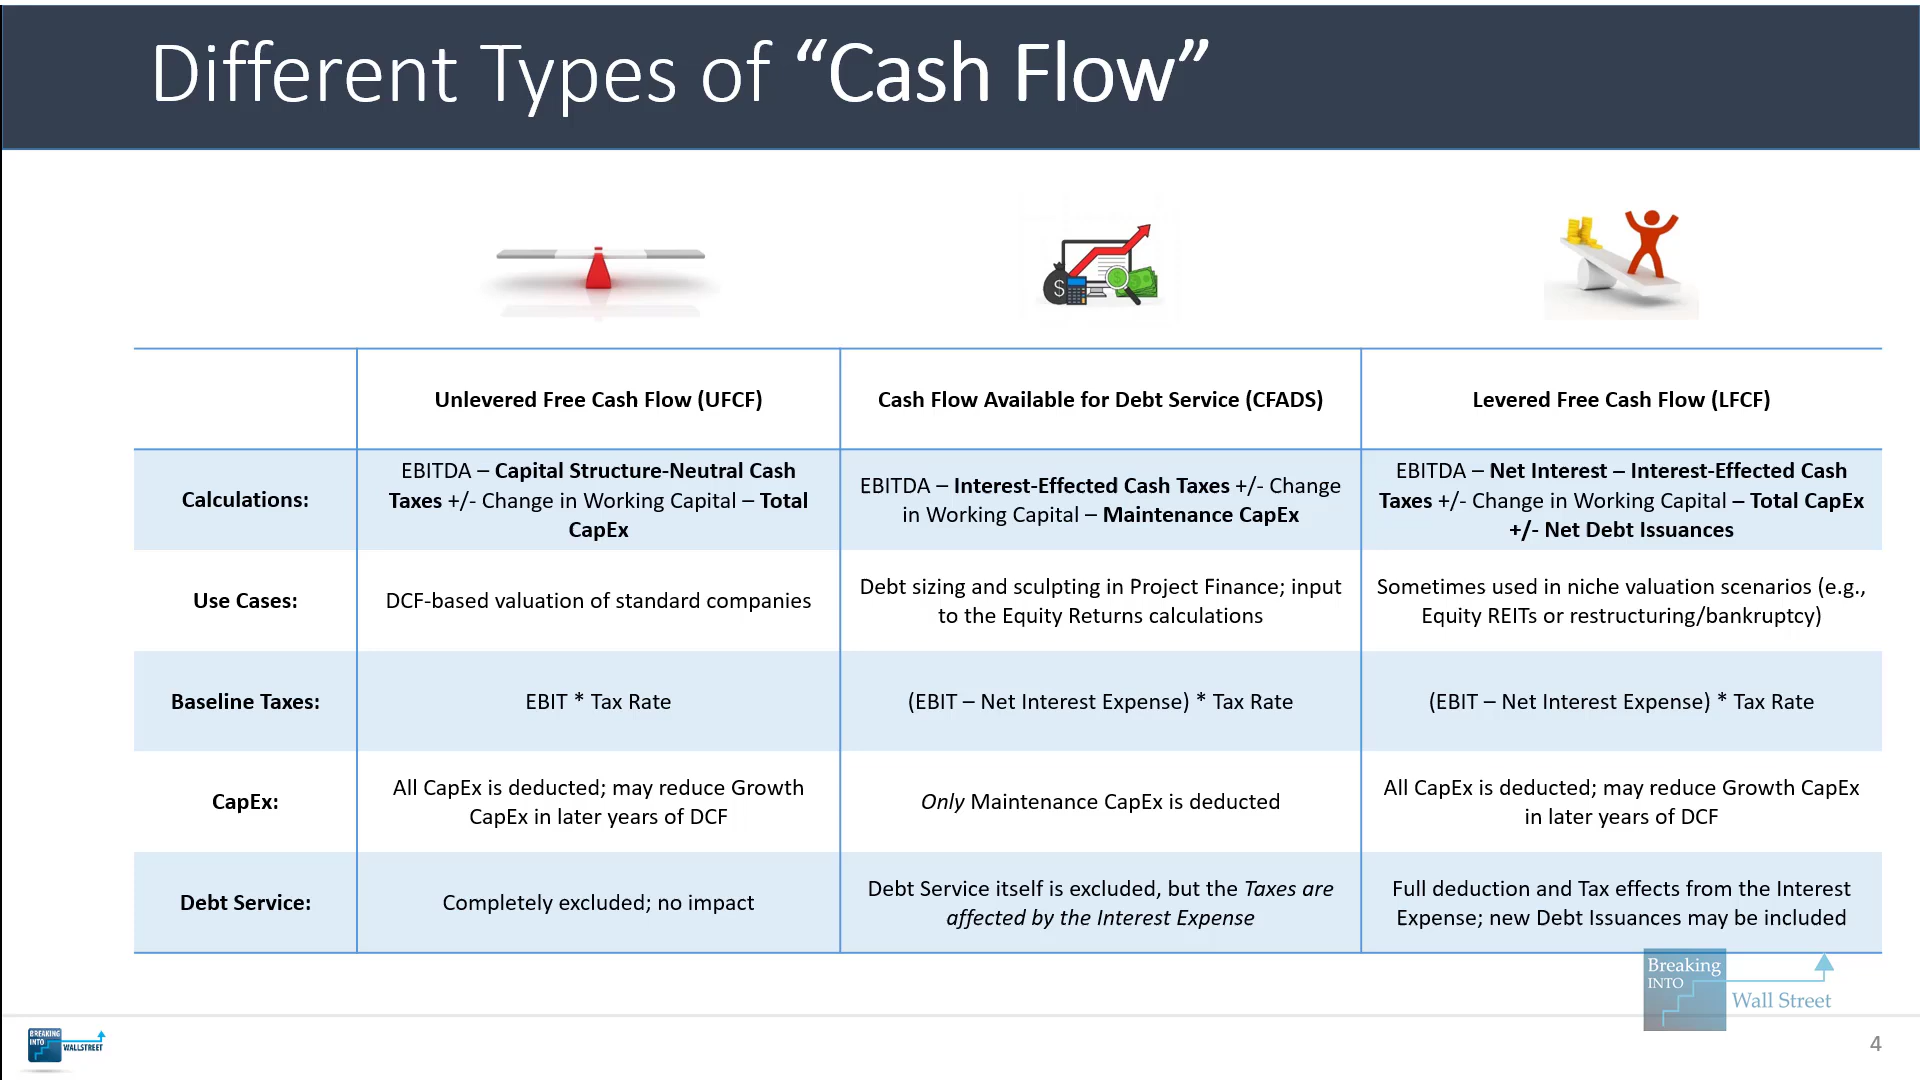 Different Types of “Cash Flow”
Unlevered Free Cash Flow (UFCF)
Cash Flow Available for Debt Service (CFADS)
Levered Free Cash Flow (LFCF)
Calculations:
EBITDA – Capital Structure-Neutral Cash
Taxes +/- Change in Working Capital – Total
CapEx
EBITDA – Interest-Effected Cash Taxes +/- Change
in Working Capital – Maintenance CapEx
EBITDA – Net Interest – Interest-Effected Cash
Taxes +/- Change in Working Capital – Total CapEx
+/- Net Debt Issuances
Use Cases:
DCF-based valuation of standard companies
Debt sizing and sculpting in Project Finance; input
to the Equity Returns calculations
Sometimes used in niche valuation scenarios (e.g.,
Equity REITs or restructuring/bankruptcy)
Baseline Taxes:
EBIT * Tax Rate
(EBIT – Net Interest Expense) * Tax Rate
(EBIT – Net Interest Expense) * Tax Rate
CapEx:
All CapEx is deducted; may reduce Growth
CapEx in later years of DCF
Only Maintenance CapEx is deducted
All CapEx is deducted; may reduce Growth CapEx
in later years of DCF
Debt Service:
Completely excluded; no impact
Debt Service itself is excluded, but the Taxes are
affected by the Interest Expense
Full deduction and Tax effects from the Interest
Expense; new Debt Issuances may be included
Breaking
INTO
Wall Street
BREAKING
INTO
WALLSTREET
4